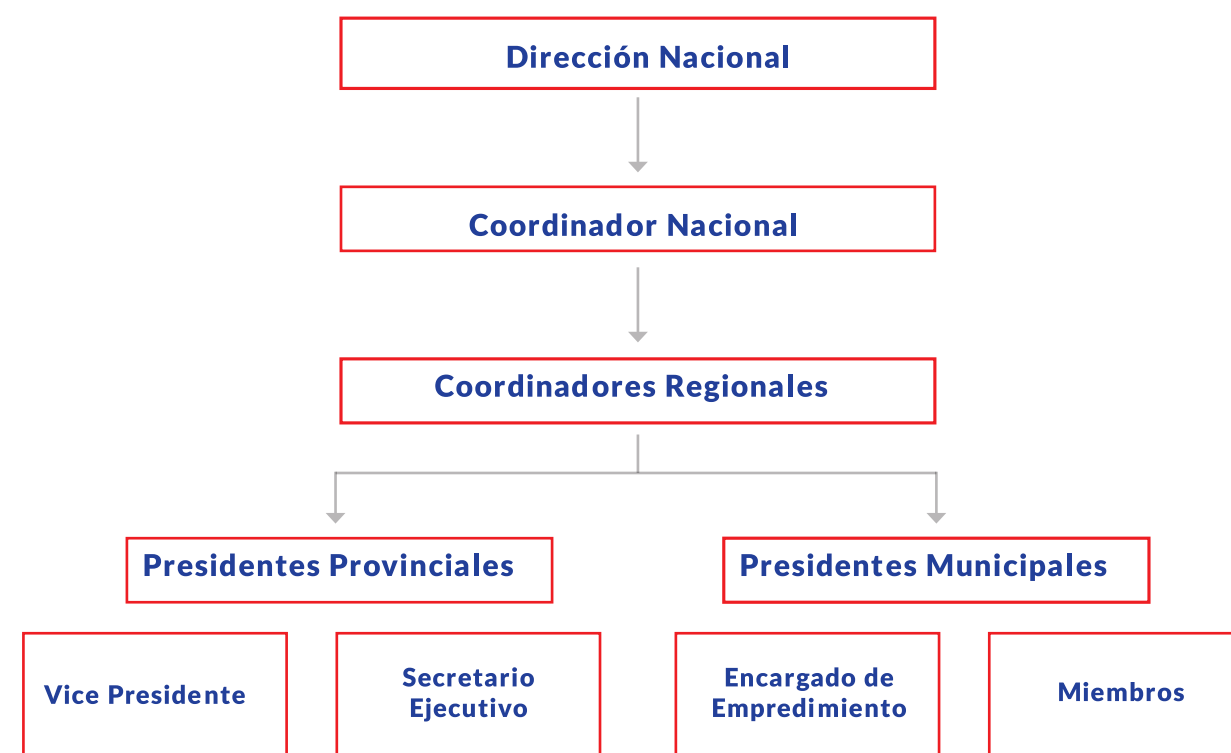 Dirección Nacional
Coordinador Nacional
Coordinadores Regionales
Presidentes Provinciales
Presidentes Municipales
Vice Presidente
Secretario
Ejecutivo
Encargado de
Empredimiento
Miembros